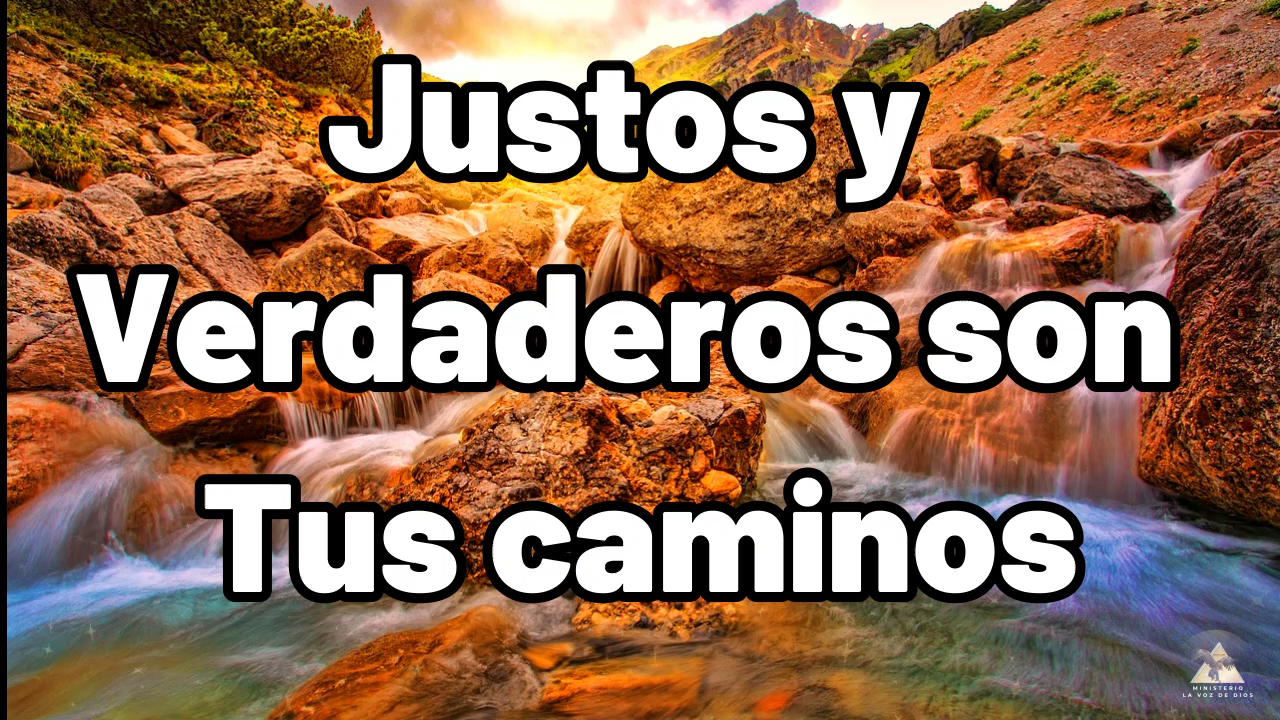 Justos y
Verdaderos son
Tus caminos
MINISTERIO
LA VOZ DE DIOS